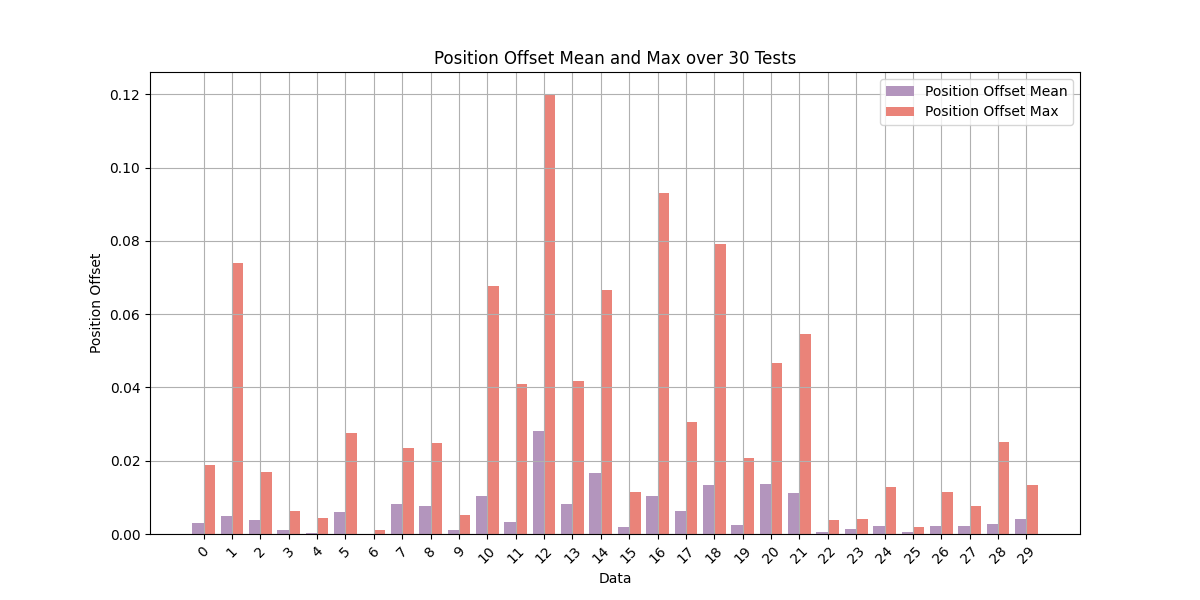 Position Offset Mean and Max over 30 Tests
Position Offset Mean
Position Offset Max
0.12
0.10
0.08
0.06
0.04
0.02
0.00
Position Offset
0 1 2 3 4 5 6 7 8 9 10 11 12 13 14 15 16 17 18 19 20 21 22 23 24 25 26 27 28 29
Data